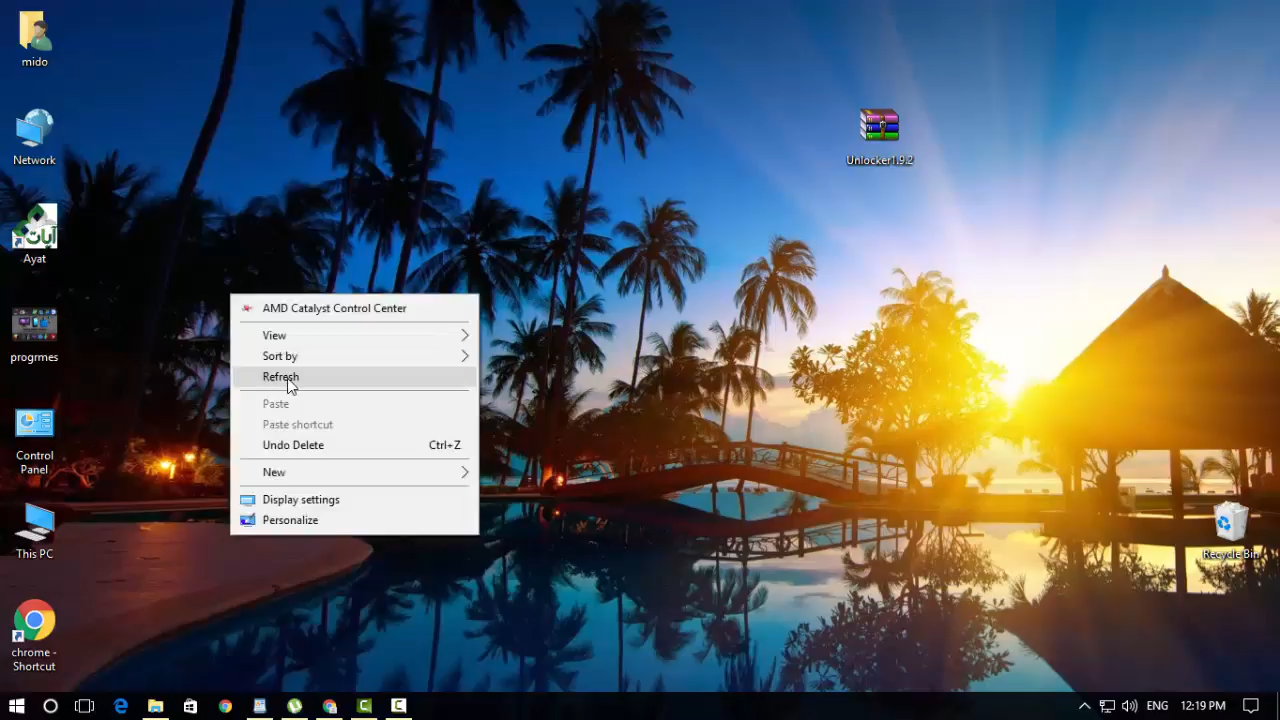 mido
Network
آيات
Ayat
progrmes
Control
Panel
This PC
chrome -
Shortcut
Unlocker1.9.2
AMD Catalyst Control Center
View
Sort by
Refresh
Paste
Paste shortcut
Undo Delete Ctrl+Z
New
Display settings
Personalize
Recycle Bin
ENG 12:19 PM